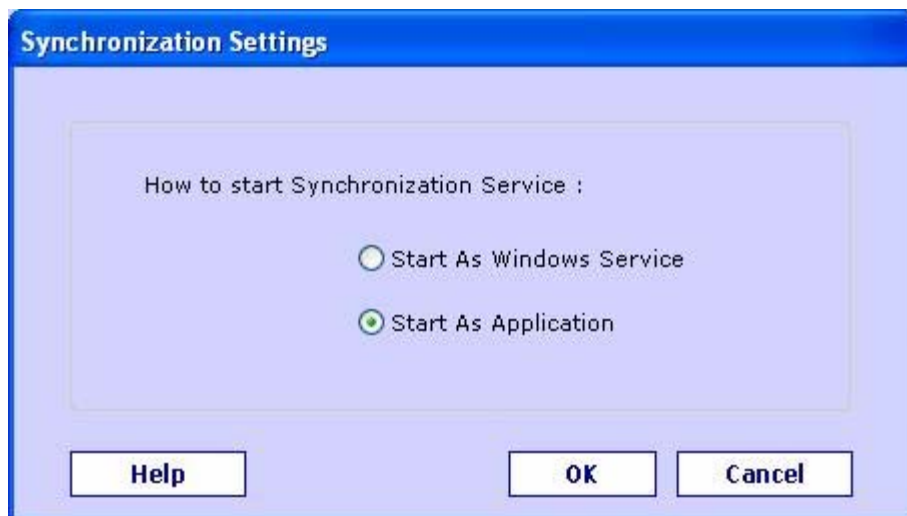 Synchronization Settings
How to start Synchronization Service :
Start As Windows Service
Start As Application
Help OK Cancel